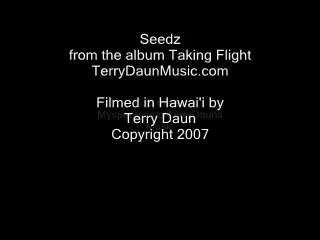 Seedz
from the album Taking Flight
TerryDaunMusic.com
Filmed in Hawai'i by
Terry Daun
Copyright 2007